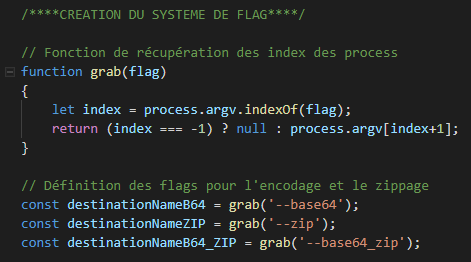 /****CREATION DU SYSTEME DE FLAG****/
// Fonction de récupération des index des process
function grab(flag)
{
let index = process.argv.indexOf(flag);
return (index === -1) ? null : process.argv[index+1];
}
// Définition des flags pour l'encodage et le zippage
const destinationNameB64 = grab('--base64');
const destinationNameZIP = grab('--zip');
const destinationNameB64_ZIP = grab('--base64_zip');